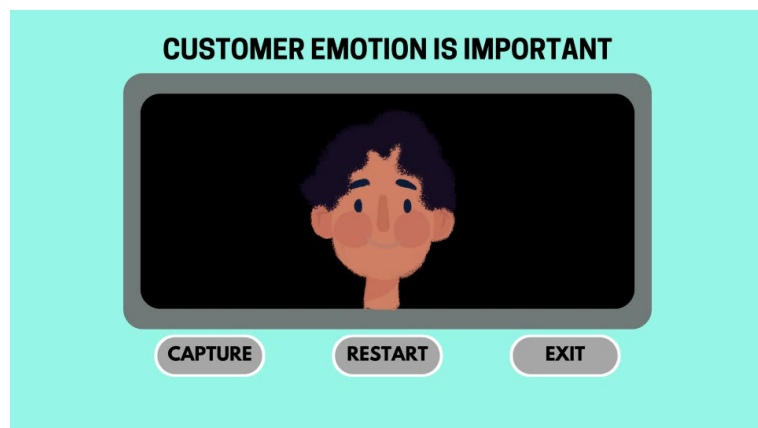 CUSTOMER EMOTION IS IMPORTANT
CAPTURE
RESTART
EXIT